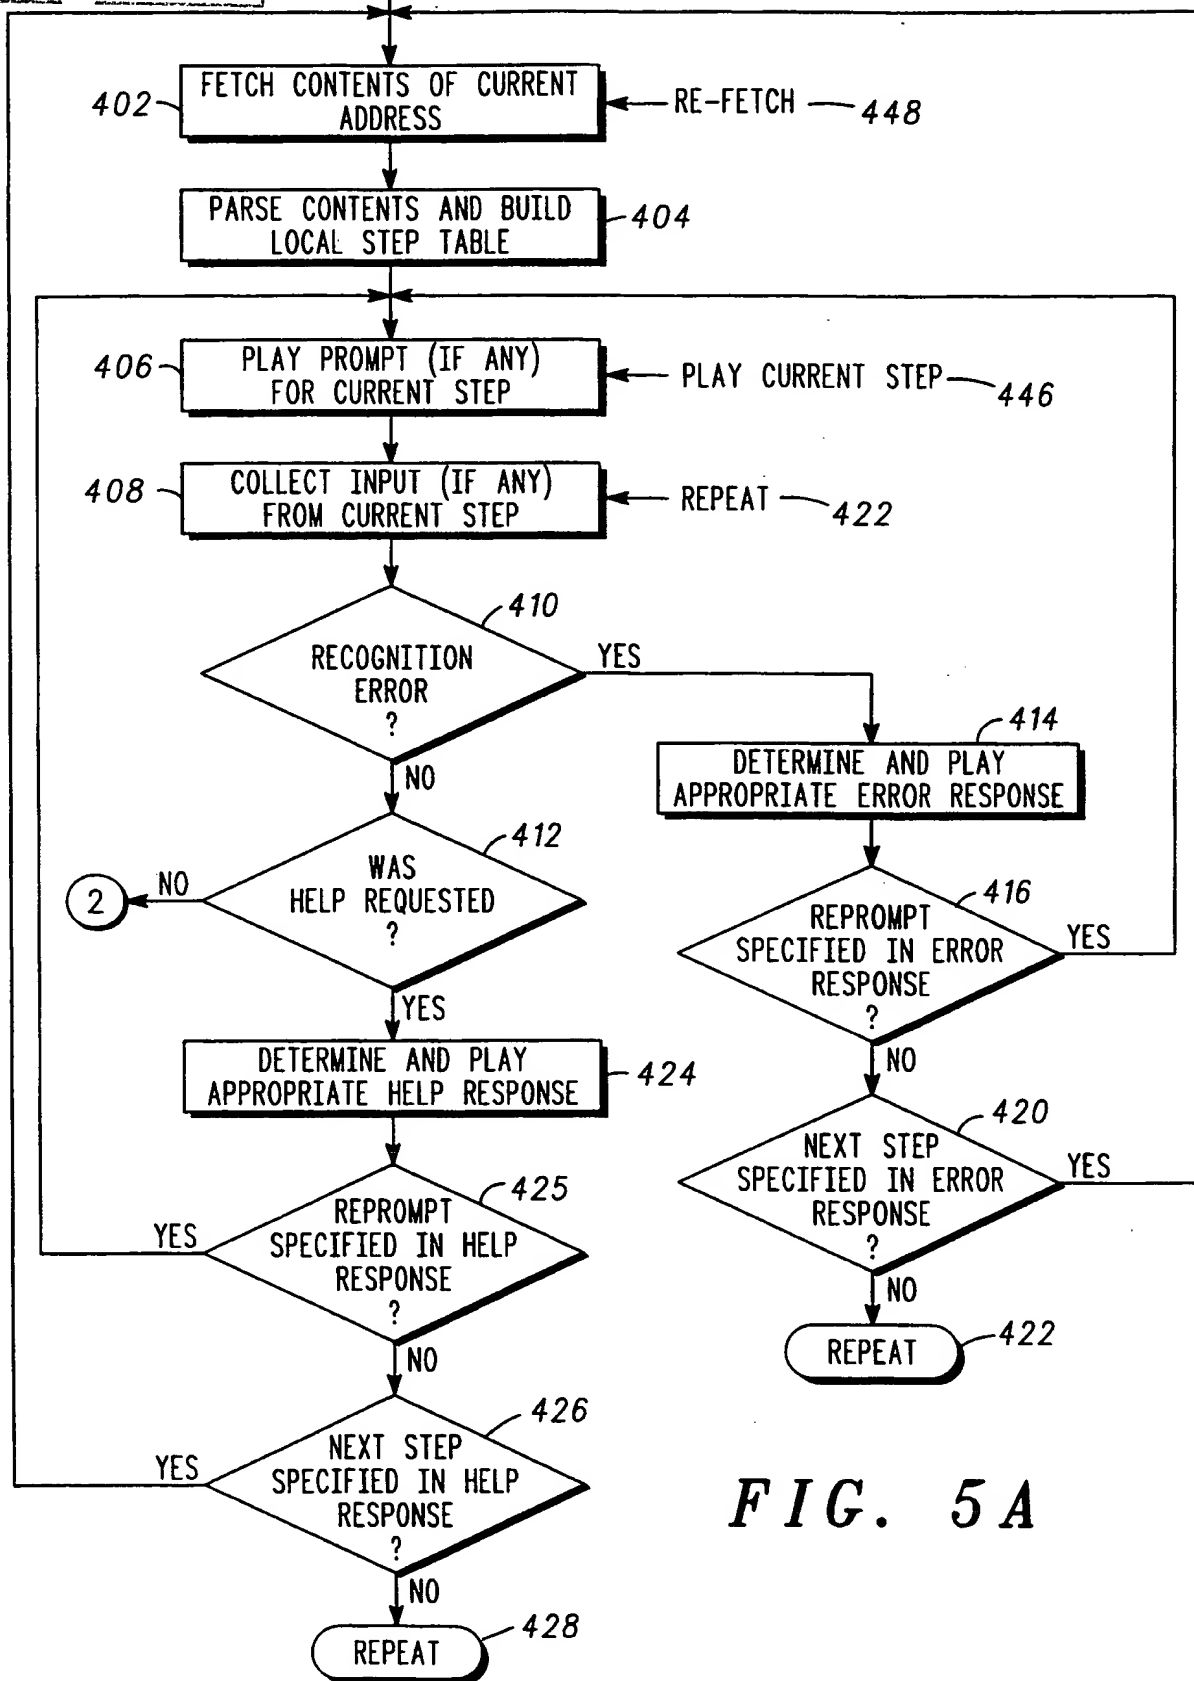 FETCH CONTENTS OF CURRENT
ADDRESS
402
RE-FETCH
448
PARSE CONTENTS AND BUILD
LOCAL STEP TABLE
404
PLAY PROMPT (IF ANY)
FOR CURRENT STEP
406
PLAY CURRENT STEP
446
COLLECT INPUT (IF ANY)
FROM CURRENT STEP
408
REPEAT
422
410
RECOGNITION
ERROR
?
YES
NO
414
DETERMINE AND PLAY
APPROPRIATE ERROR RESPONSE
412
WAS
HELP REQUESTED
?
NO
2
YES
416
REPROMPT
SPECIFIED IN ERROR
RESPONSE
?
YES
NO
DETERMINE AND PLAY
APPROPRIATE HELP RESPONSE
424
420
NEXT STEP
SPECIFIED IN ERROR
RESPONSE
?
YES
NO
425
REPROMPT
SPECIFIED IN HELP
RESPONSE
?
YES
NO
REPEAT
422
426
NEXT STEP
SPECIFIED IN HELP
RESPONSE
?
YES
NO
REPEAT
428
FIG. 5A